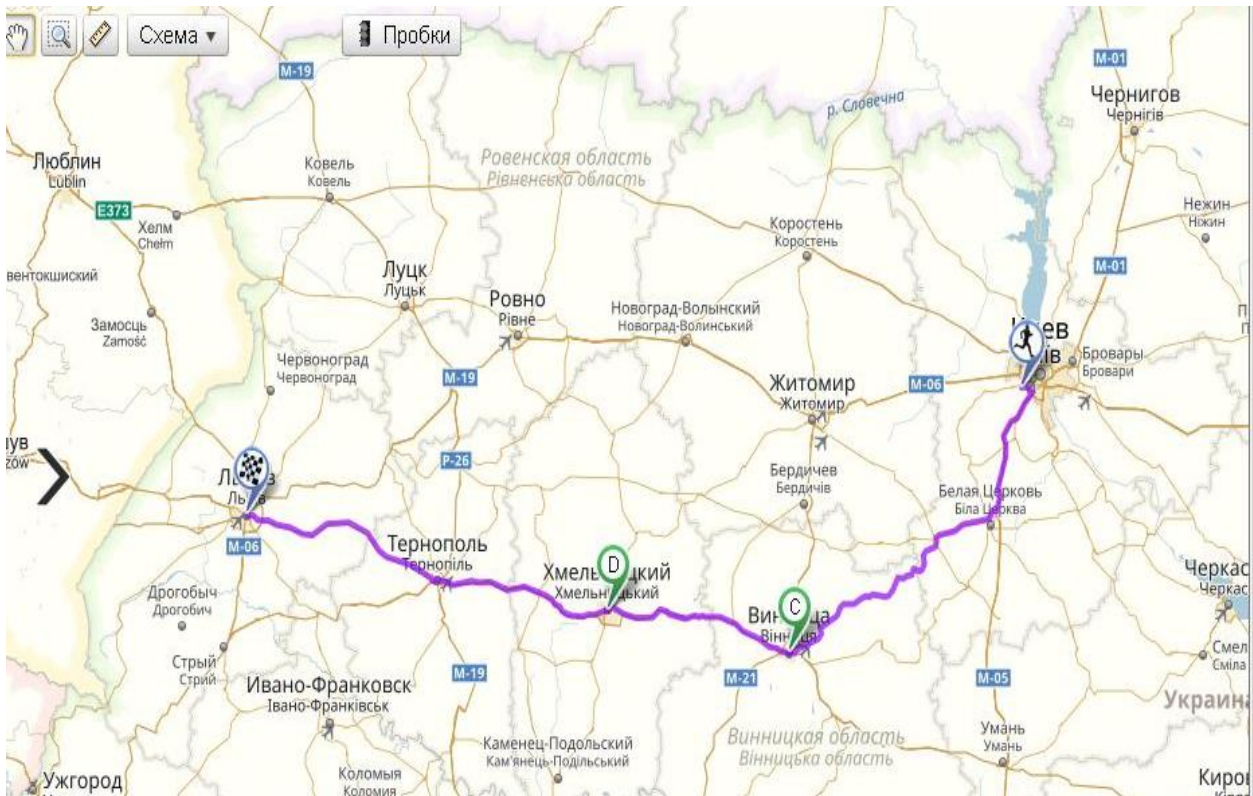 Схема
Пробки
М-19
М-01
р. Словечна
Чернигов
Чернігів
Люблин
Lublin
Ровенская область
Рівненська область
Ковель
Ковель
E373
Хелм
Chełm
Нежин
Ніжин
Коростень
Коростень
М-01
Луцк
Луцьк
Ровно
Рівне
Новоград-Волынский
Новоград-Волинський
Замосць
Zamość
Червоноград
Червоноград
Бровары
Бровари
М-19
Житомир
Житомир
М-06
Р-26
Бердичев
Бердичів
Белая Церковь
Біла Церква
М-06
Тернополь
Тернопіль
Хмельницкий
Хмельницький
D
C
Дрогобыч
Дрогобич
Винница
Вінниця
Стрый
Стрий
М-19
М-21
М-05
Ивано-Франковск
Івано-Франківськ
Винницкая область
Вінницька область
Умань
Умань
Каменец-Подольский
Кам'янець-Подільський
Коломыя
Коломия
Ужгород